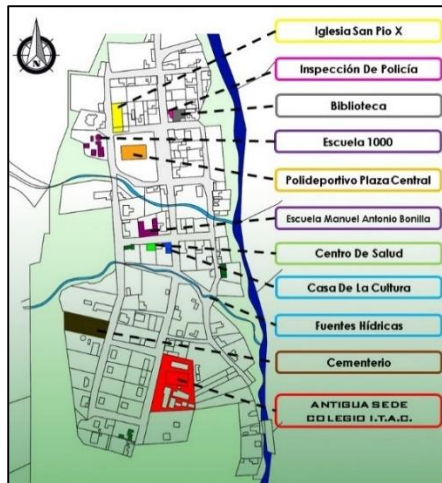 Iglesia San Pio X
Inspección De Policía
Biblioteca
Escuela 1000
Polideportivo Plaza Central
Escuela Manuel Antonio Bonilla
Centro De Salud
Casa De La Cultura
Fuentes Hídricas
Cementerio
ANTIGUA SEDE
COLEGIO I.T.A.C.